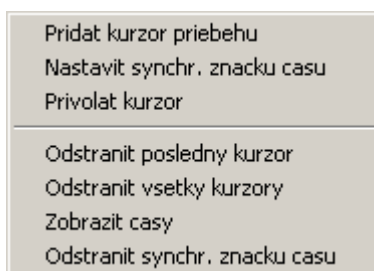 Pridat kurzor priebehu
Nastavit synchr. znacku casu
Privolat kurzor
Odstranit posledny kurzor
Odstranit vsetky kurzory
Zobrazit casy
Odstranit synchr. znacku casu